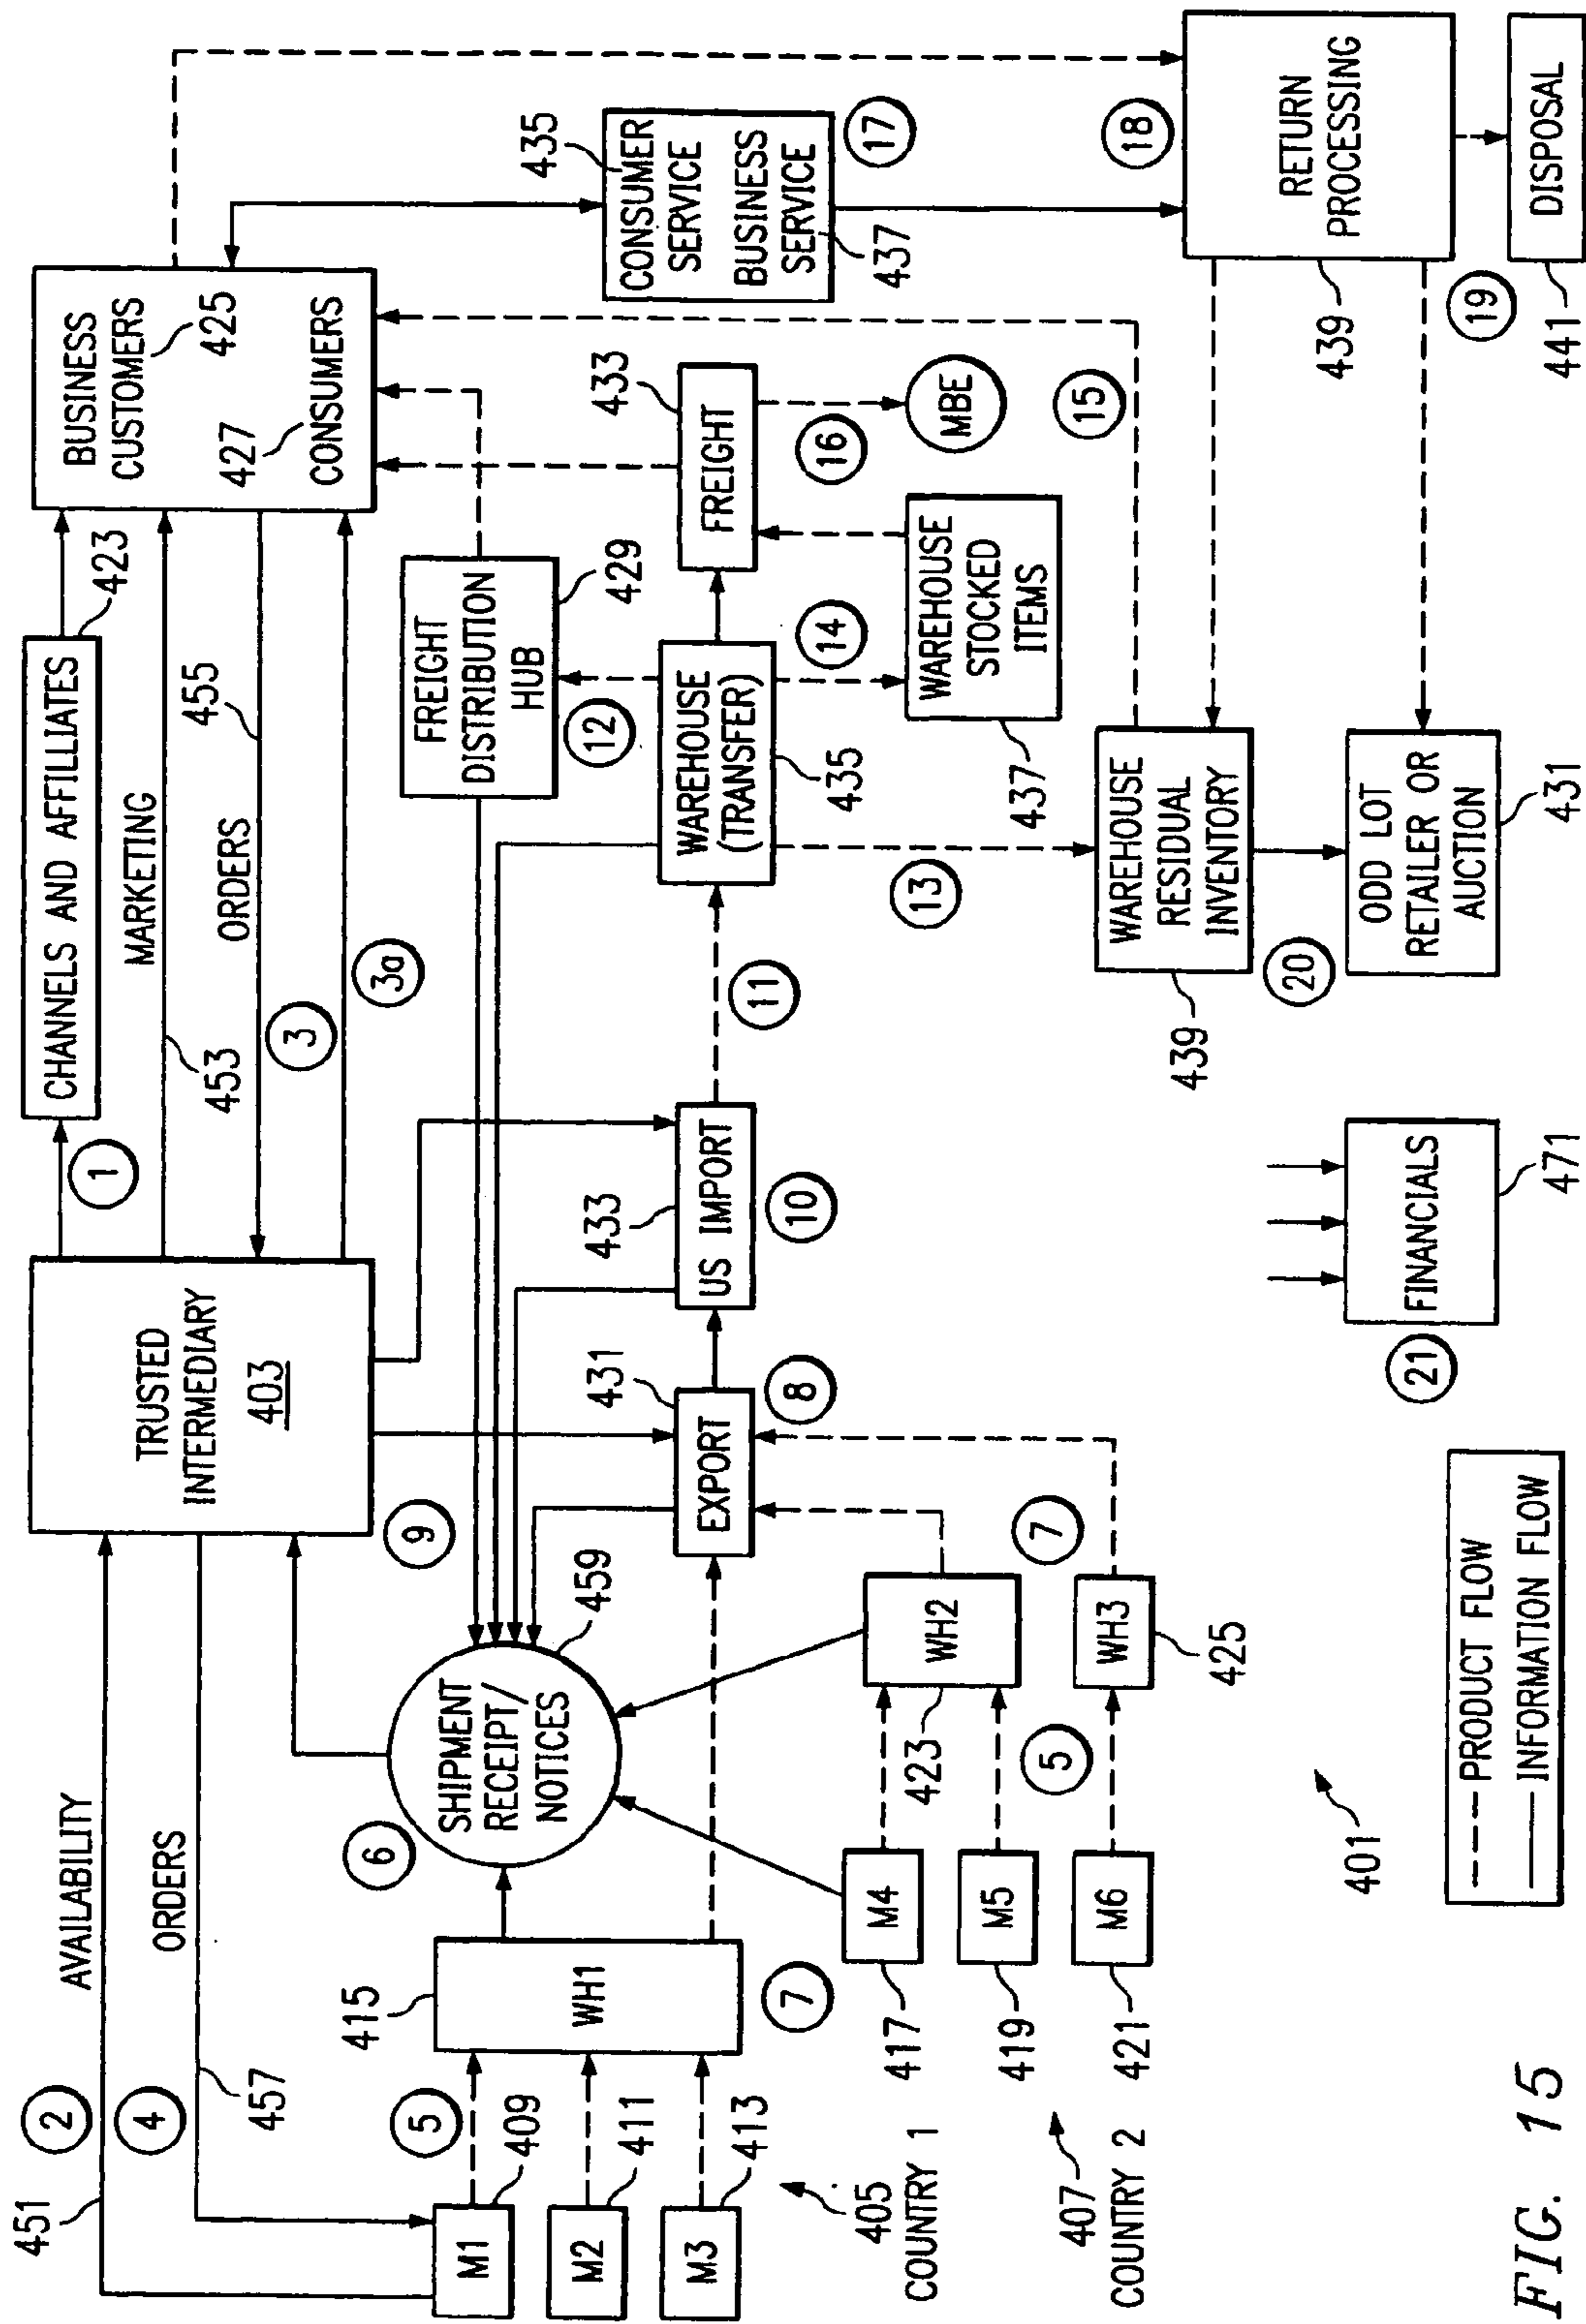 451
2
AVAILABILITY
4
ORDERS
457
TRUSTED
INTERMEDIARY
403
1
CHANNELS AND AFFILLIATES
423
MARKETING
453
ORDERS
455
3
3a
BUSINESS
CUSTOMERS
425
427
CONSUMERS
M1
409
5
M2
411
M3
413
415
WH1
7
6
SHIPMENT
RECEIPT/
NOTICES
459
9
EXPORT
431
8
US IMPORT
433
10
11
FREIGHT
DISTRIBUTION
HUB
429
12
WAREHOUSE
(TRANSFER)
435
13
14
FREIGHT
433
16
MBE
WAREHOUSE
STOCKED
ITEMS
437
435
CONSUMER
SERVICE
BUSINESS
SERVICE
437
17
15
18
RETURN
PROCESSING
439
19
DISPOSAL
441
WAREHOUSE
RESIDUAL
INVENTORY
439
20
ODD LOT
RETAILER OR
AUCTION
431
405
COUNTRY 1
407
COUNTRY 2
M4
417
M5
419
M6
421
5
WH2
423
WH3
425
7
401
21
FINANCIALS
471
PRODUCT FLOW
INFORMATION FLOW
FIG. 15